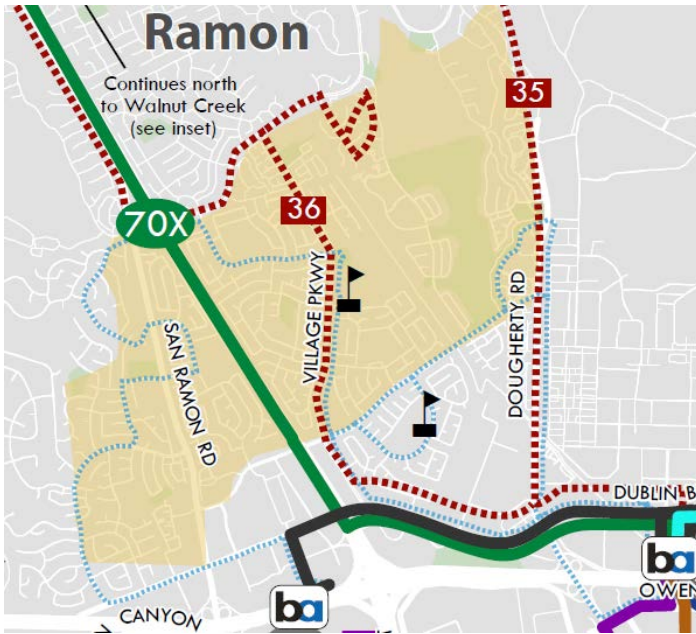 Ramon
Continues north
to Walnut Creek
(see inset)
35
36
70X
VILLAGE PKWY
DOUGHERTY RD
SAN RAMON RD
DUBLIN B
ba
ba
OWEN
CANYON